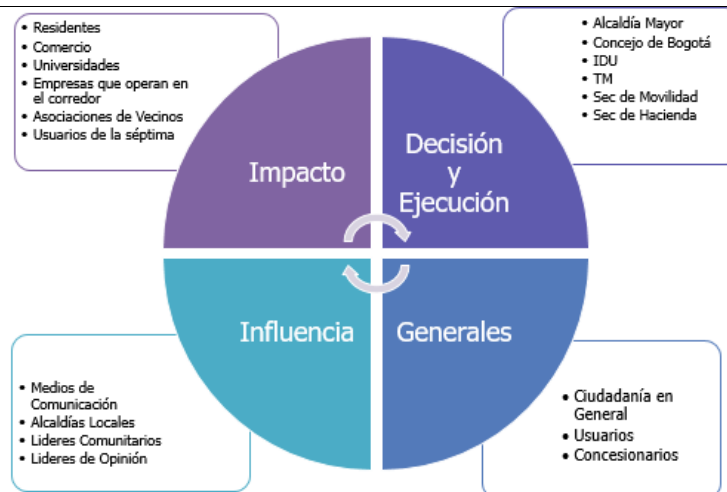 • Residentes
• Comercio
• Universidades
• Empresas que operan en
el corredor
• Asociaciones de Vecinos
• Usuarios de la séptima
• Alcaldía Mayor
• Concejo de Bogotá
• IDU
• TM
• Sec de Movilidad
• Sec de Hacienda
Impacto
Decisión
y
Ejecución
Influencia
Generales
• Medios de
Comunicación
• Alcaldías Locales
• Lideres Comunitarios
• Lideres de Opinión
• Ciudadanía en
General
• Usuarios
• Concesionarios